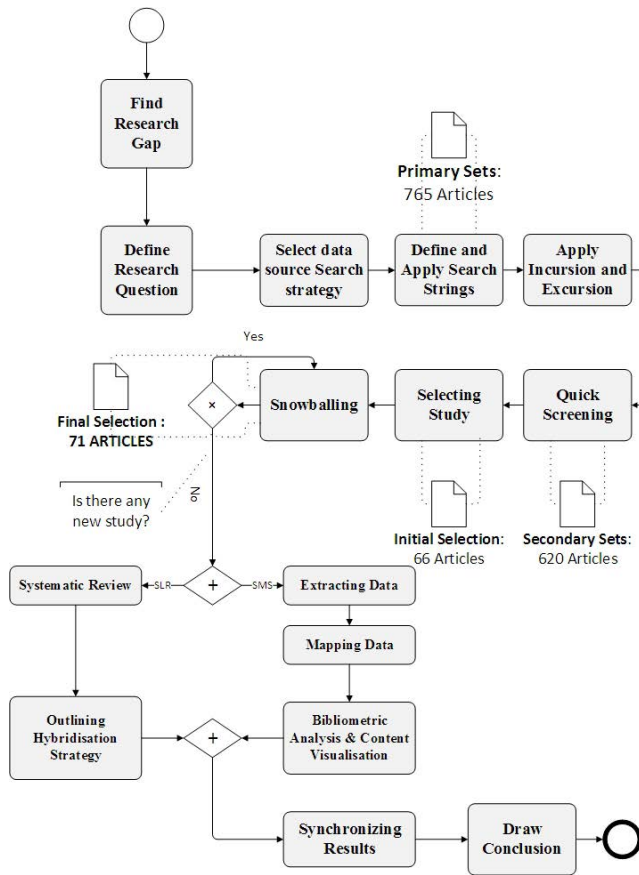 Find
Research
Gap
Primary Sets:
765 Articles
Define
Research
Question
Select data
source Search
strategy
Define and
Apply Search
Strings
Apply
Incursion and
Excursion
Yes
Final Selection :
71 ARTICLES
×
Snowballing
Selecting
Study
Quick
Screening
Is there any
new study?
No
Initial Selection:
66 Articles
Secondary Sets:
620 Articles
Systematic Review
SLR
+
SMS
Extracting Data
Mapping Data
Outlining
Hybridisation
Strategy
+
Bibliometric
Analysis & Content
Visualisation
Synchronizing
Results
Draw
Conclusion